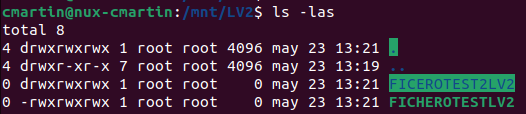 cmartin@nux-cmartin:/mnt/LV2$ ls -las
total 8
4 drwxrwxrwx 1 root root 4096 may 23 13:21 .
4 drwxr-xr-x 7 root root 4096 may 23 13:19 ..
0 drwxrwxrwx 1 root root    0 may 23 13:21 FICEROTEST2LV2
0 -rwxrwxrwx 1 root root    0 may 23 13:21 FICHEROTESTLV2